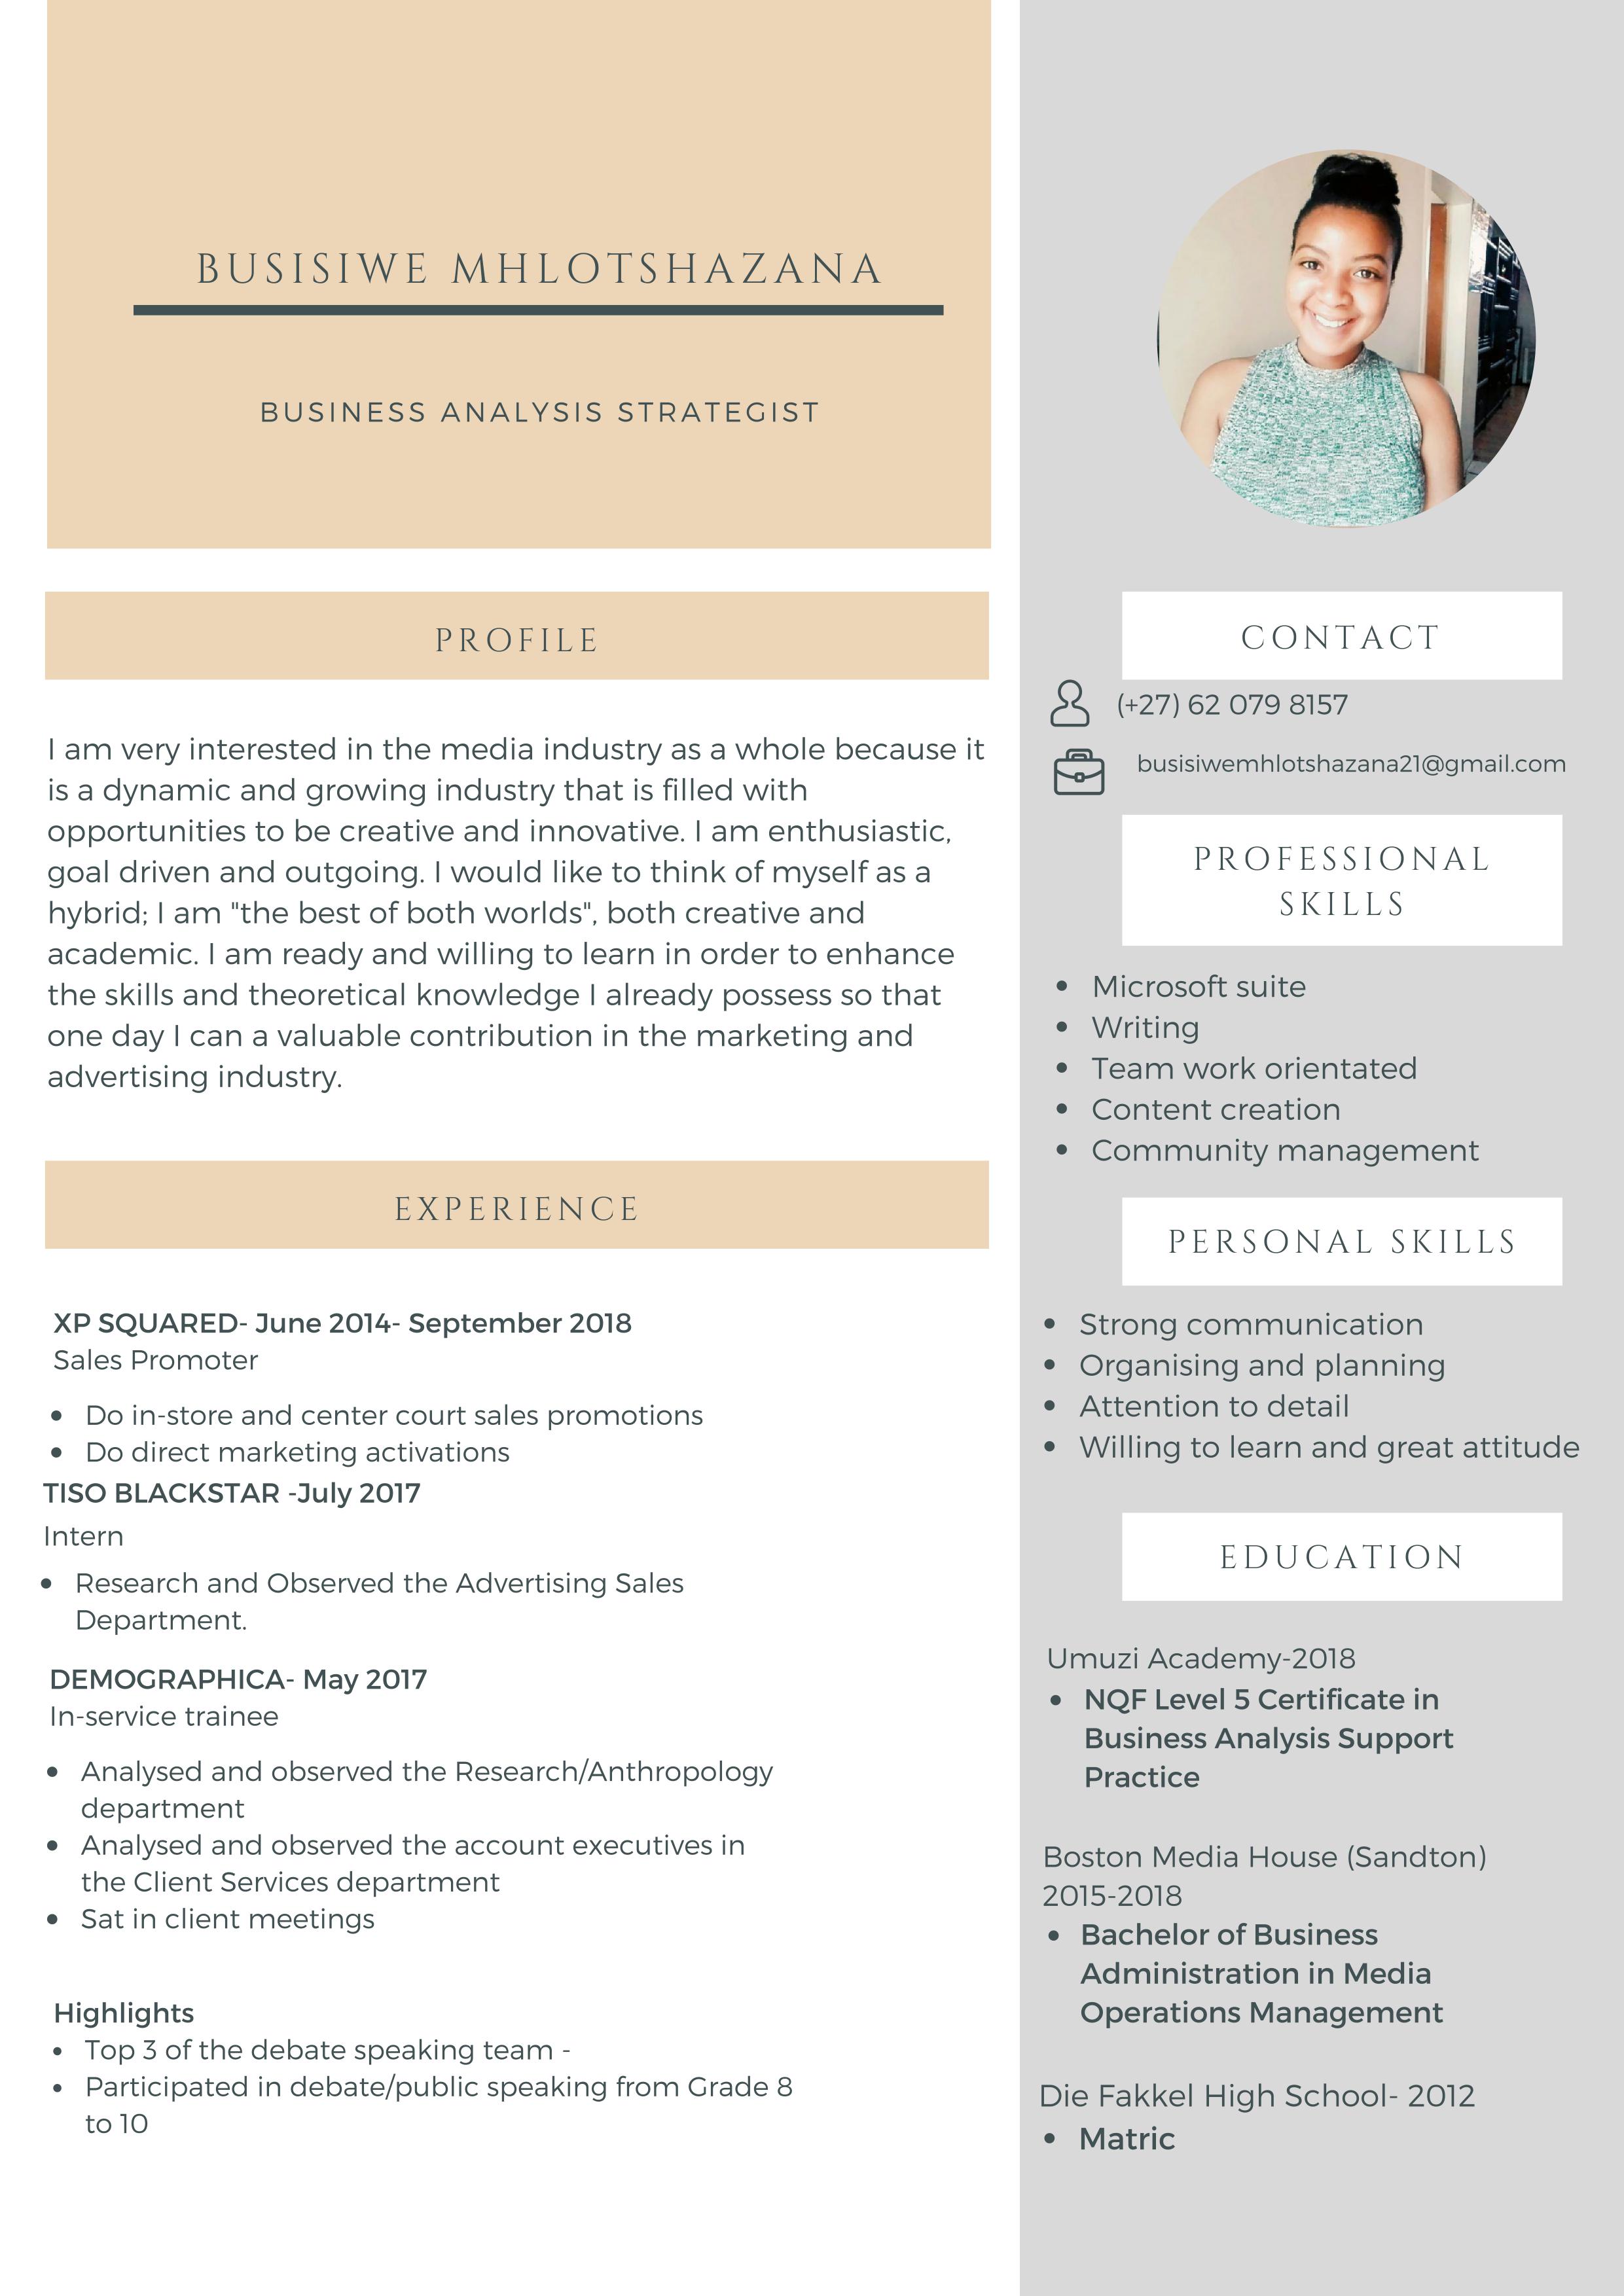 BUSISIWE MHLOTSHAZANA
BUSINESS ANALYSIS STRATEGIST
PROFILE
I am very interested in the media industry as a whole because it
is a dynamic and growing industry that is filled with
opportunities to be creative and innovative. I am enthusiastic,
goal driven and outgoing. I would like to think of myself as a
hybrid; I am "the best of both worlds", both creative and
academic. I am ready and willing to learn in order to enhance
the skills and theoretical knowledge I already possess so that
one day I can a valuable contribution in the marketing and
advertising industry.
EXPERIENCE
XP SQUARED- June 2014- September 2018
Sales Promoter
• Do in-store and center court sales promotions
• Do direct marketing activations
TISO BLACKSTAR -July 2017
Intern
• Research and Observed the Advertising Sales
Department.
DEMOGRAPHICA- May 2017
In-service trainee
• Analysed and observed the Research/Anthropology
department
• Analysed and observed the account executives in
the Client Services department
• Sat in client meetings
Highlights
• Top 3 of the debate speaking team -
• Participated in debate/public speaking from Grade 8
to 10
CONTACT
(+27) 62 079 8157
busisiwemhlotshazana21@gmail.com
PROFESSIONAL
SKILLS
• Microsoft suite
• Writing
• Team work orientated
• Content creation
• Community management
PERSONAL SKILLS
• Strong communication
• Organising and planning
• Attention to detail
• Willing to learn and great attitude
EDUCATION
Umuzi Academy-2018
• NQF Level 5 Certificate in
Business Analysis Support
Practice
Boston Media House (Sandton)
2015-2018
• Bachelor of Business
Administration in Media
Operations Management
Die Fakkel High School- 2012
• Matric